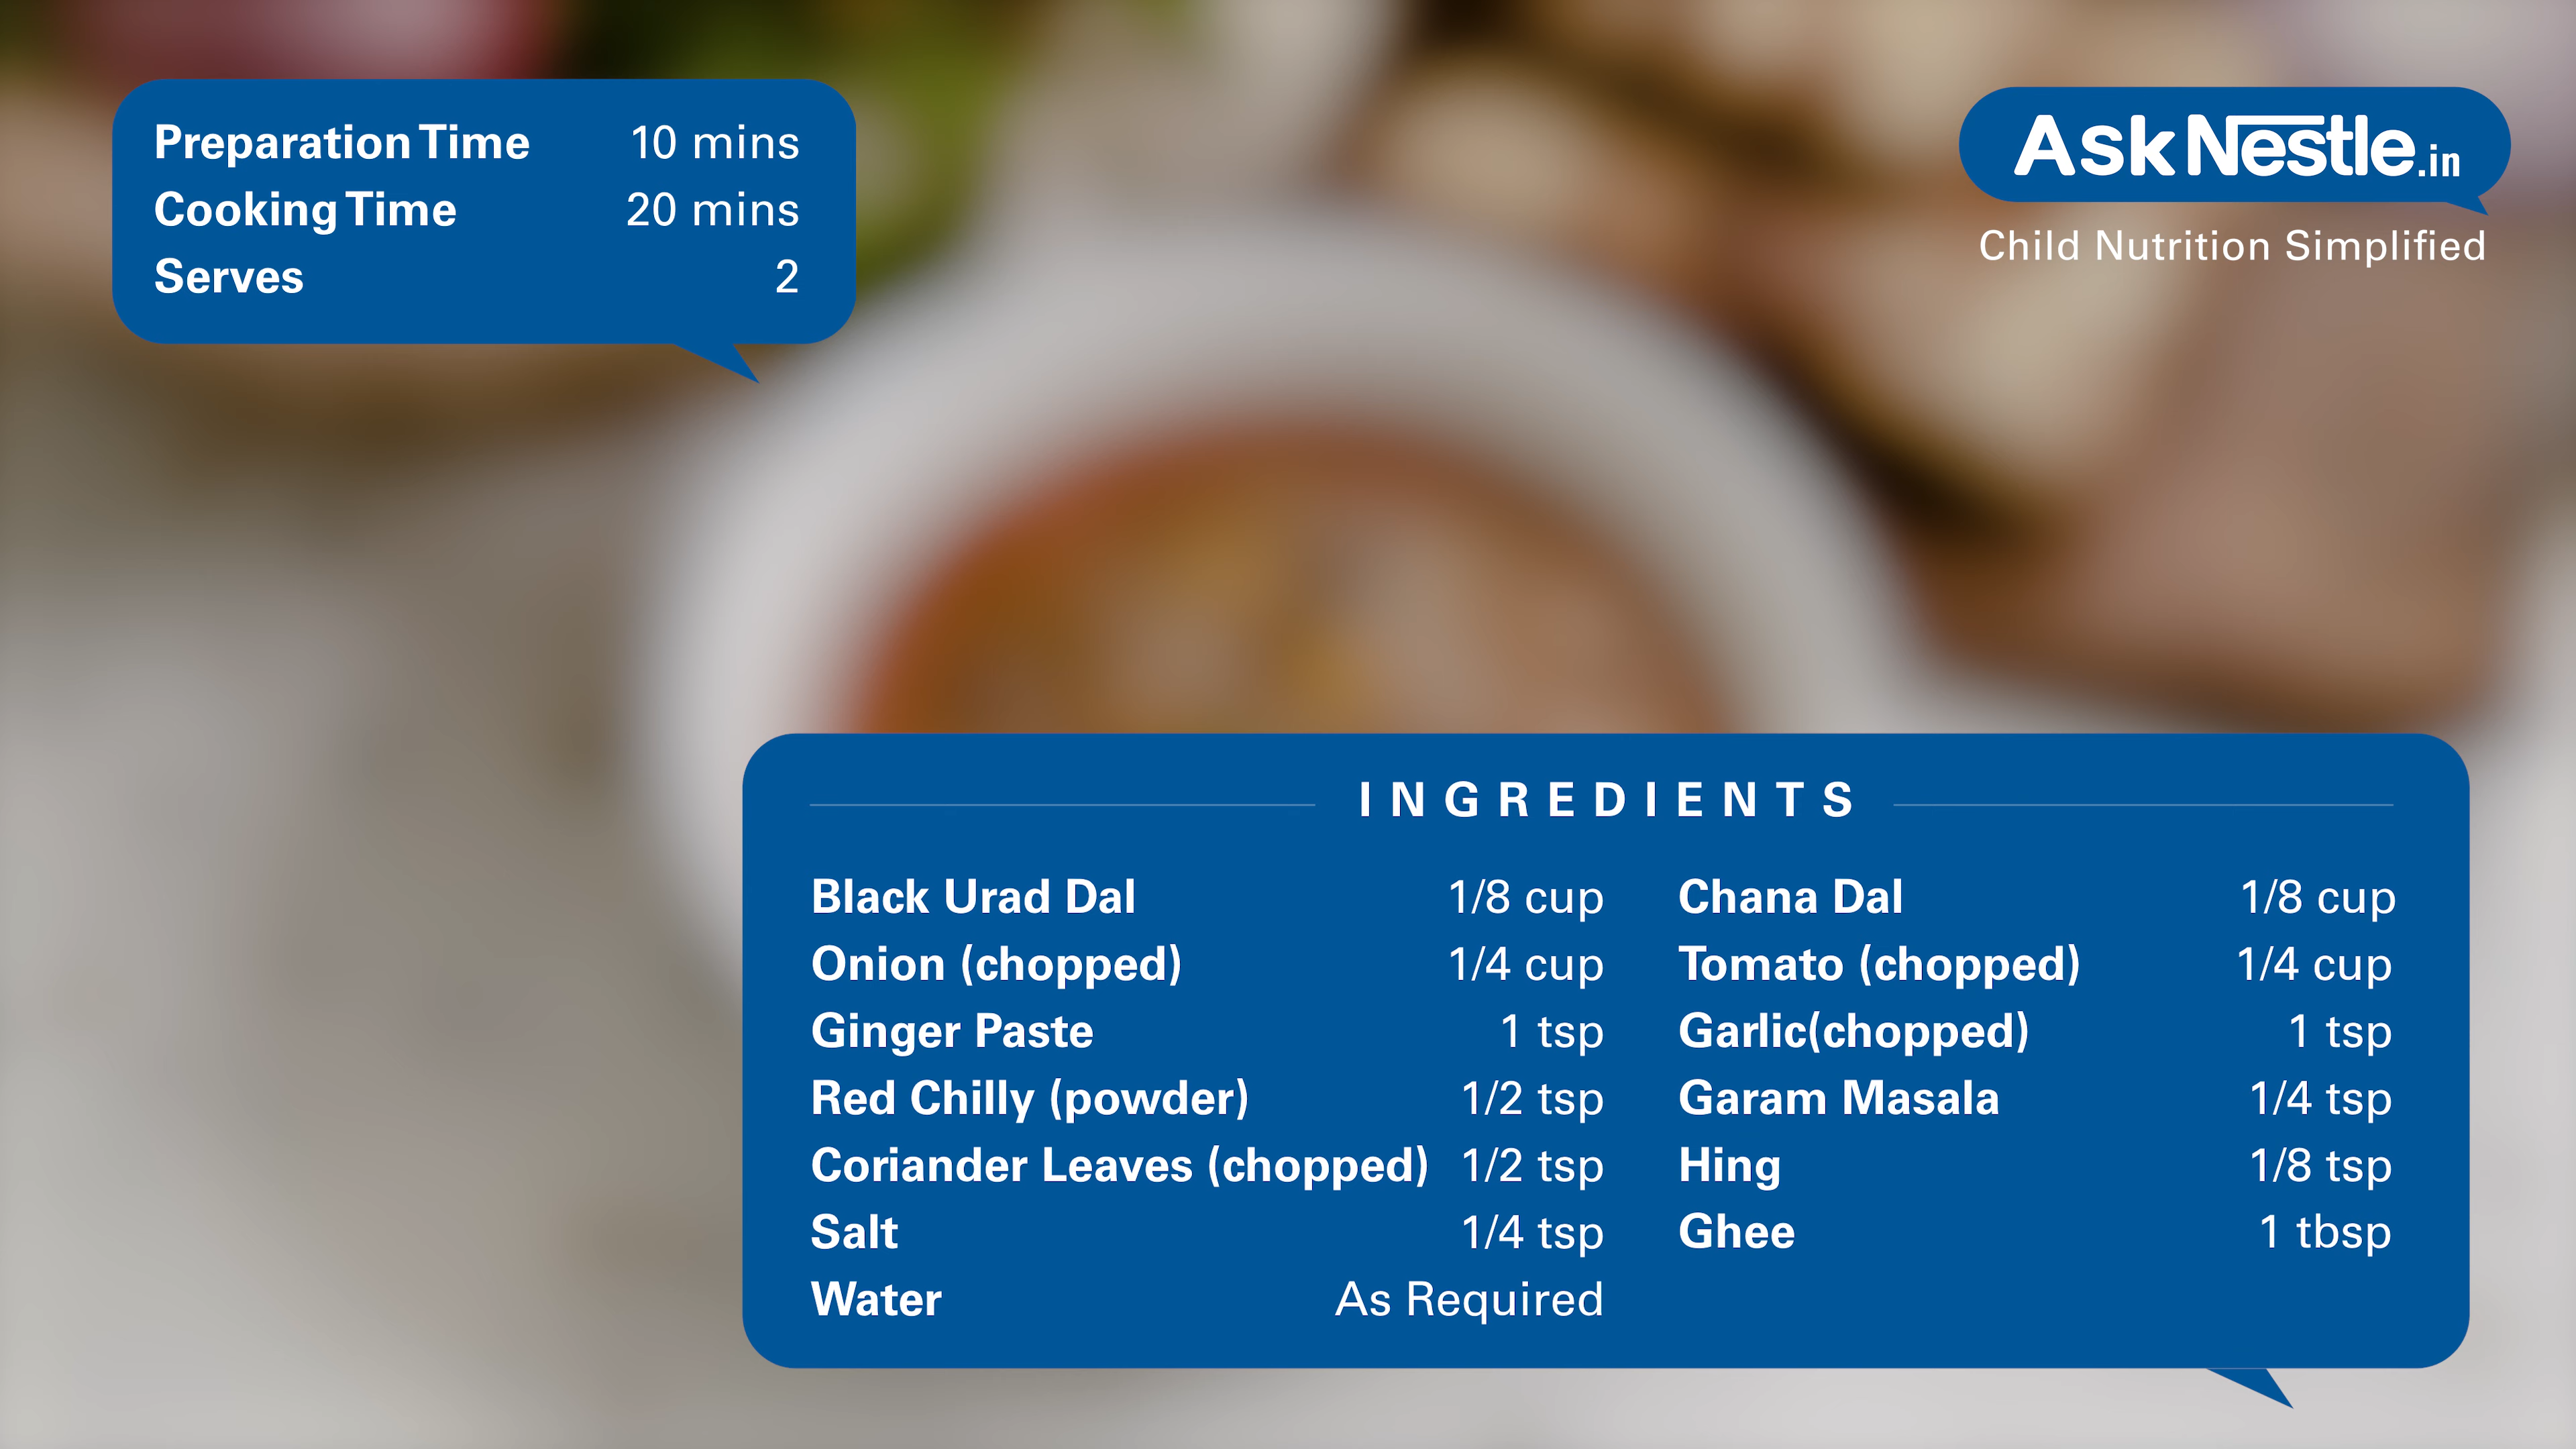 Preparation Time 10 mins
Cooking Time 20 mins
Serves 2
AskNestle.in
Child Nutrition Simplified
INGREDIENTS
Black Urad Dal 1/8 cup Chana Dal 1/8 cup
Onion (chopped) 1/4 cup Tomato (chopped) 1/4 cup
Ginger Paste 1 tsp Garlic(chopped) 1 tsp
Red Chilly (powder) 1/2 tsp Garam Masala 1/4 tsp
Coriander Leaves (chopped) 1/2 tsp Hing 1/8 tsp
Salt 1/4 tsp Ghee 1 tbsp
Water As Required